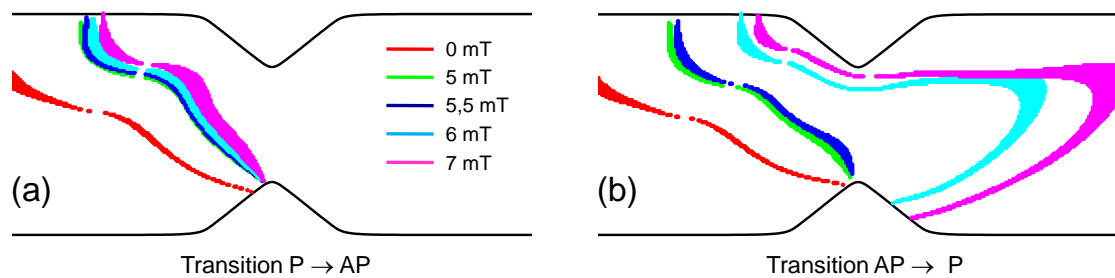 0 mT
5 mT
5,5 mT
6 mT
7 mT
(a)
(b)
Transition P → AP
Transition AP → P